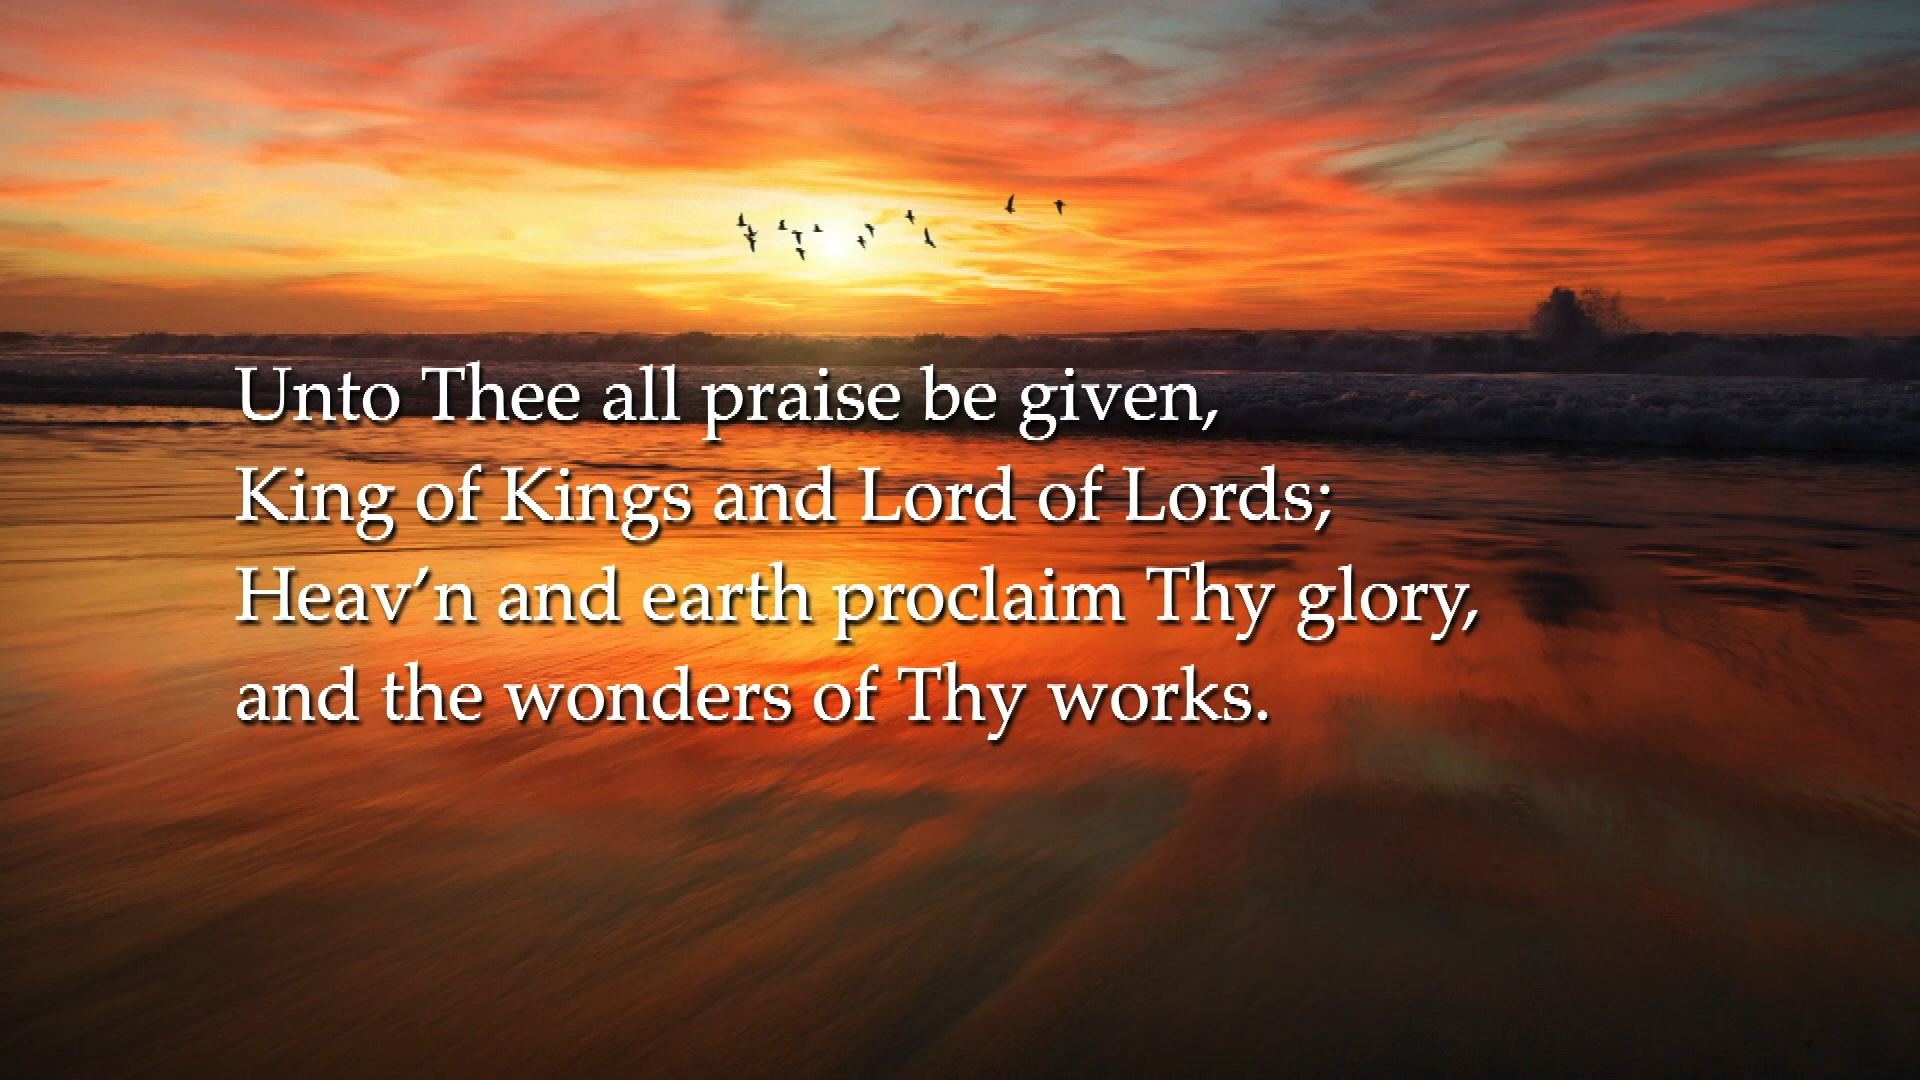 Unto Thee all praise be given,
King of Kings and Lord of Lords;
Heav’n and earth proclaim Thy glory,
and the wonders of Thy works.